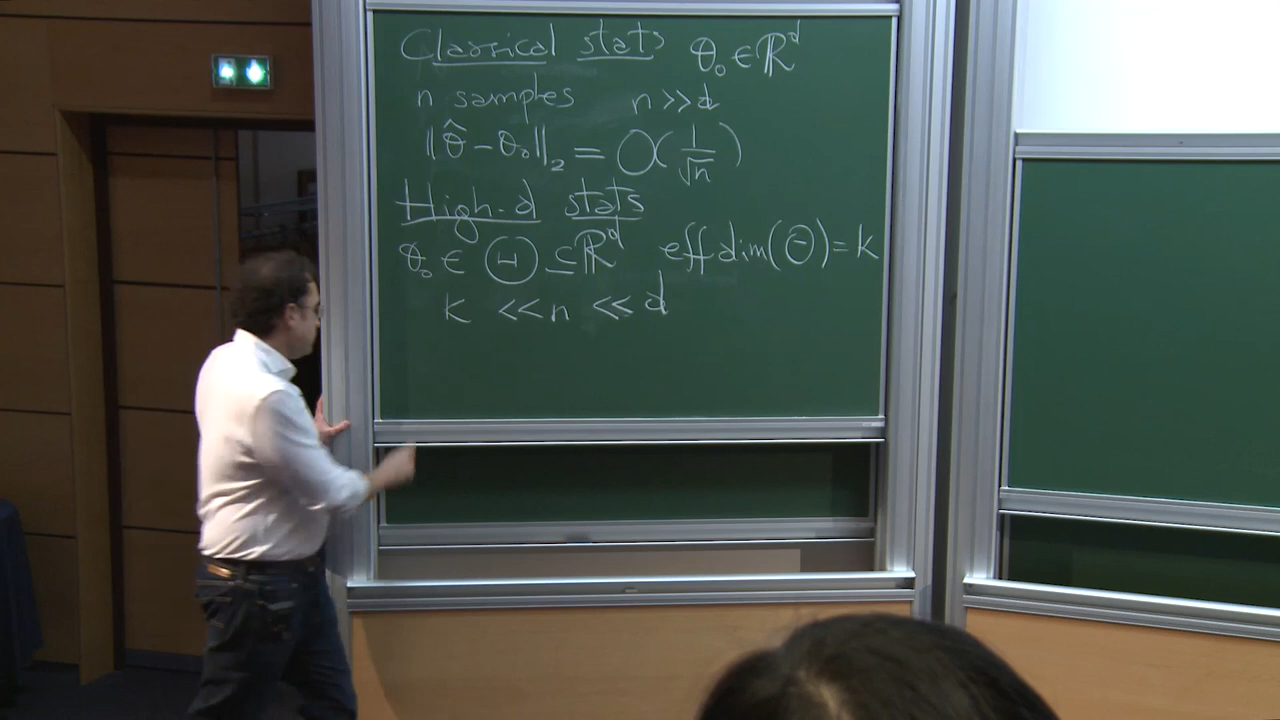 Classical stats θ₀ ∈ ℝᵈ
n samples n >> d
‖θ̂ − θ₀‖₂ = O(1/√n)
High-d stats
θ₀ ∈ Θ ⊆ ℝᵈ eff dim(Θ) = k
k << n << d